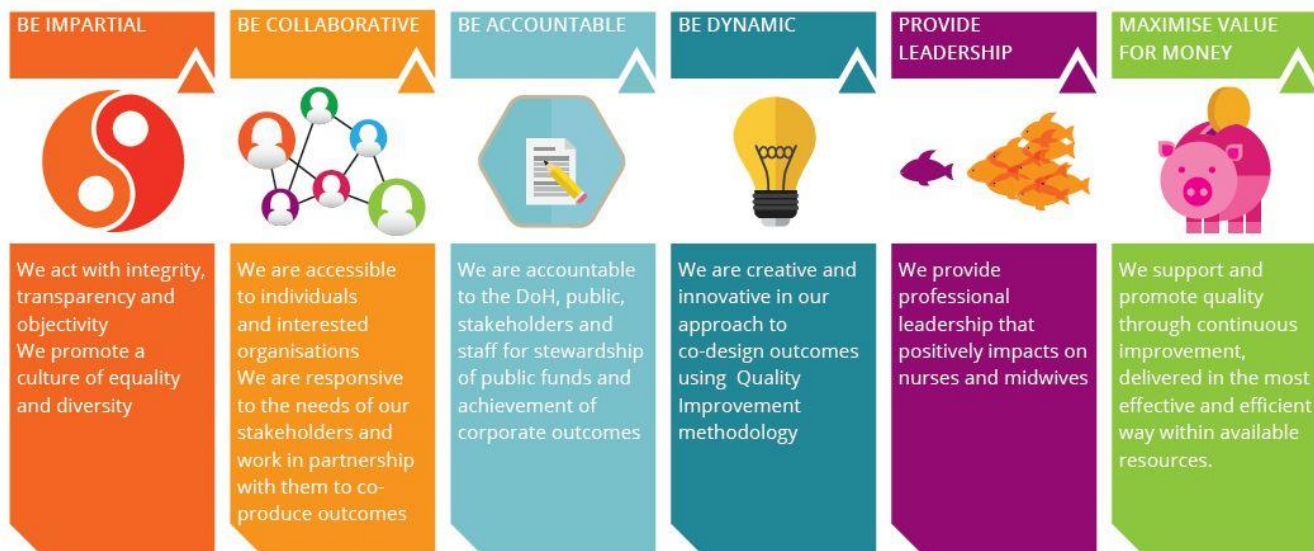 BE IMPARTIAL
We act with integrity,
transparency and
objectivity
We promote a
culture of equality
and diversity
BE COLLABORATIVE
We are accessible
to individuals
and interested
organisations
We are responsive
to the needs of our
stakeholders and
work in partnership
with them to co-
produce outcomes
BE ACCOUNTABLE
We are accountable
to the DoH, public,
stakeholders and
staff for stewardship
of public funds and
achievement of
corporate outcomes
BE DYNAMIC
We are creative and
innovative in our
approach to
co-design outcomes
using Quality
Improvement
methodology
PROVIDE
LEADERSHIP
We provide
professional
leadership that
positively impacts on
nurses and midwives
MAXIMISE VALUE
FOR MONEY
We support and
promote quality
through continuous
improvement,
delivered in the most
effective and efficient
way within available
resources.